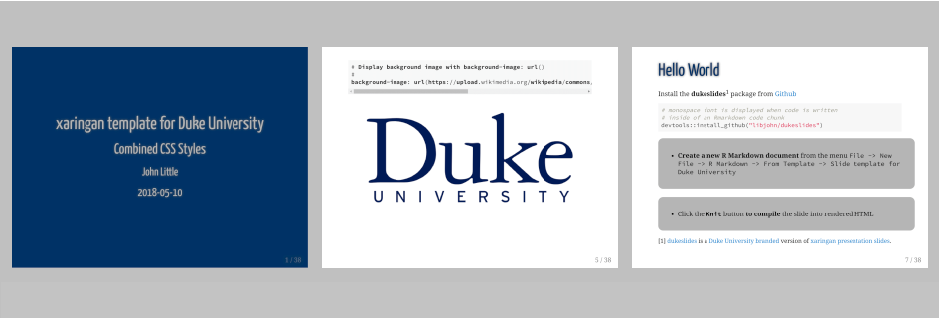 xaringan template for Duke University
Combined CSS Styles
John Little
2018-05-10
1 / 38
# Display background image with background-image: url()
#
background-image: url(https://upload.wikimedia.org/wikipedia/commons,
Duke
UNIVERSITY
5 / 38
Hello World
Install the dukeslides1 package from Github
# monospace font is displayed when code is written
# inside of an Rmarkdown code chunk
devtools::install_github("libjohn/dukeslides")
• Create a new R Markdown document from the menu File -> New
File -> R Markdown -> From Template -> Slide template for
Duke University
• Click the Knit button to compile the slide into rendered HTML
[1] dukeslides is a Duke University branded version of xaringan presentation slides.
7 / 38